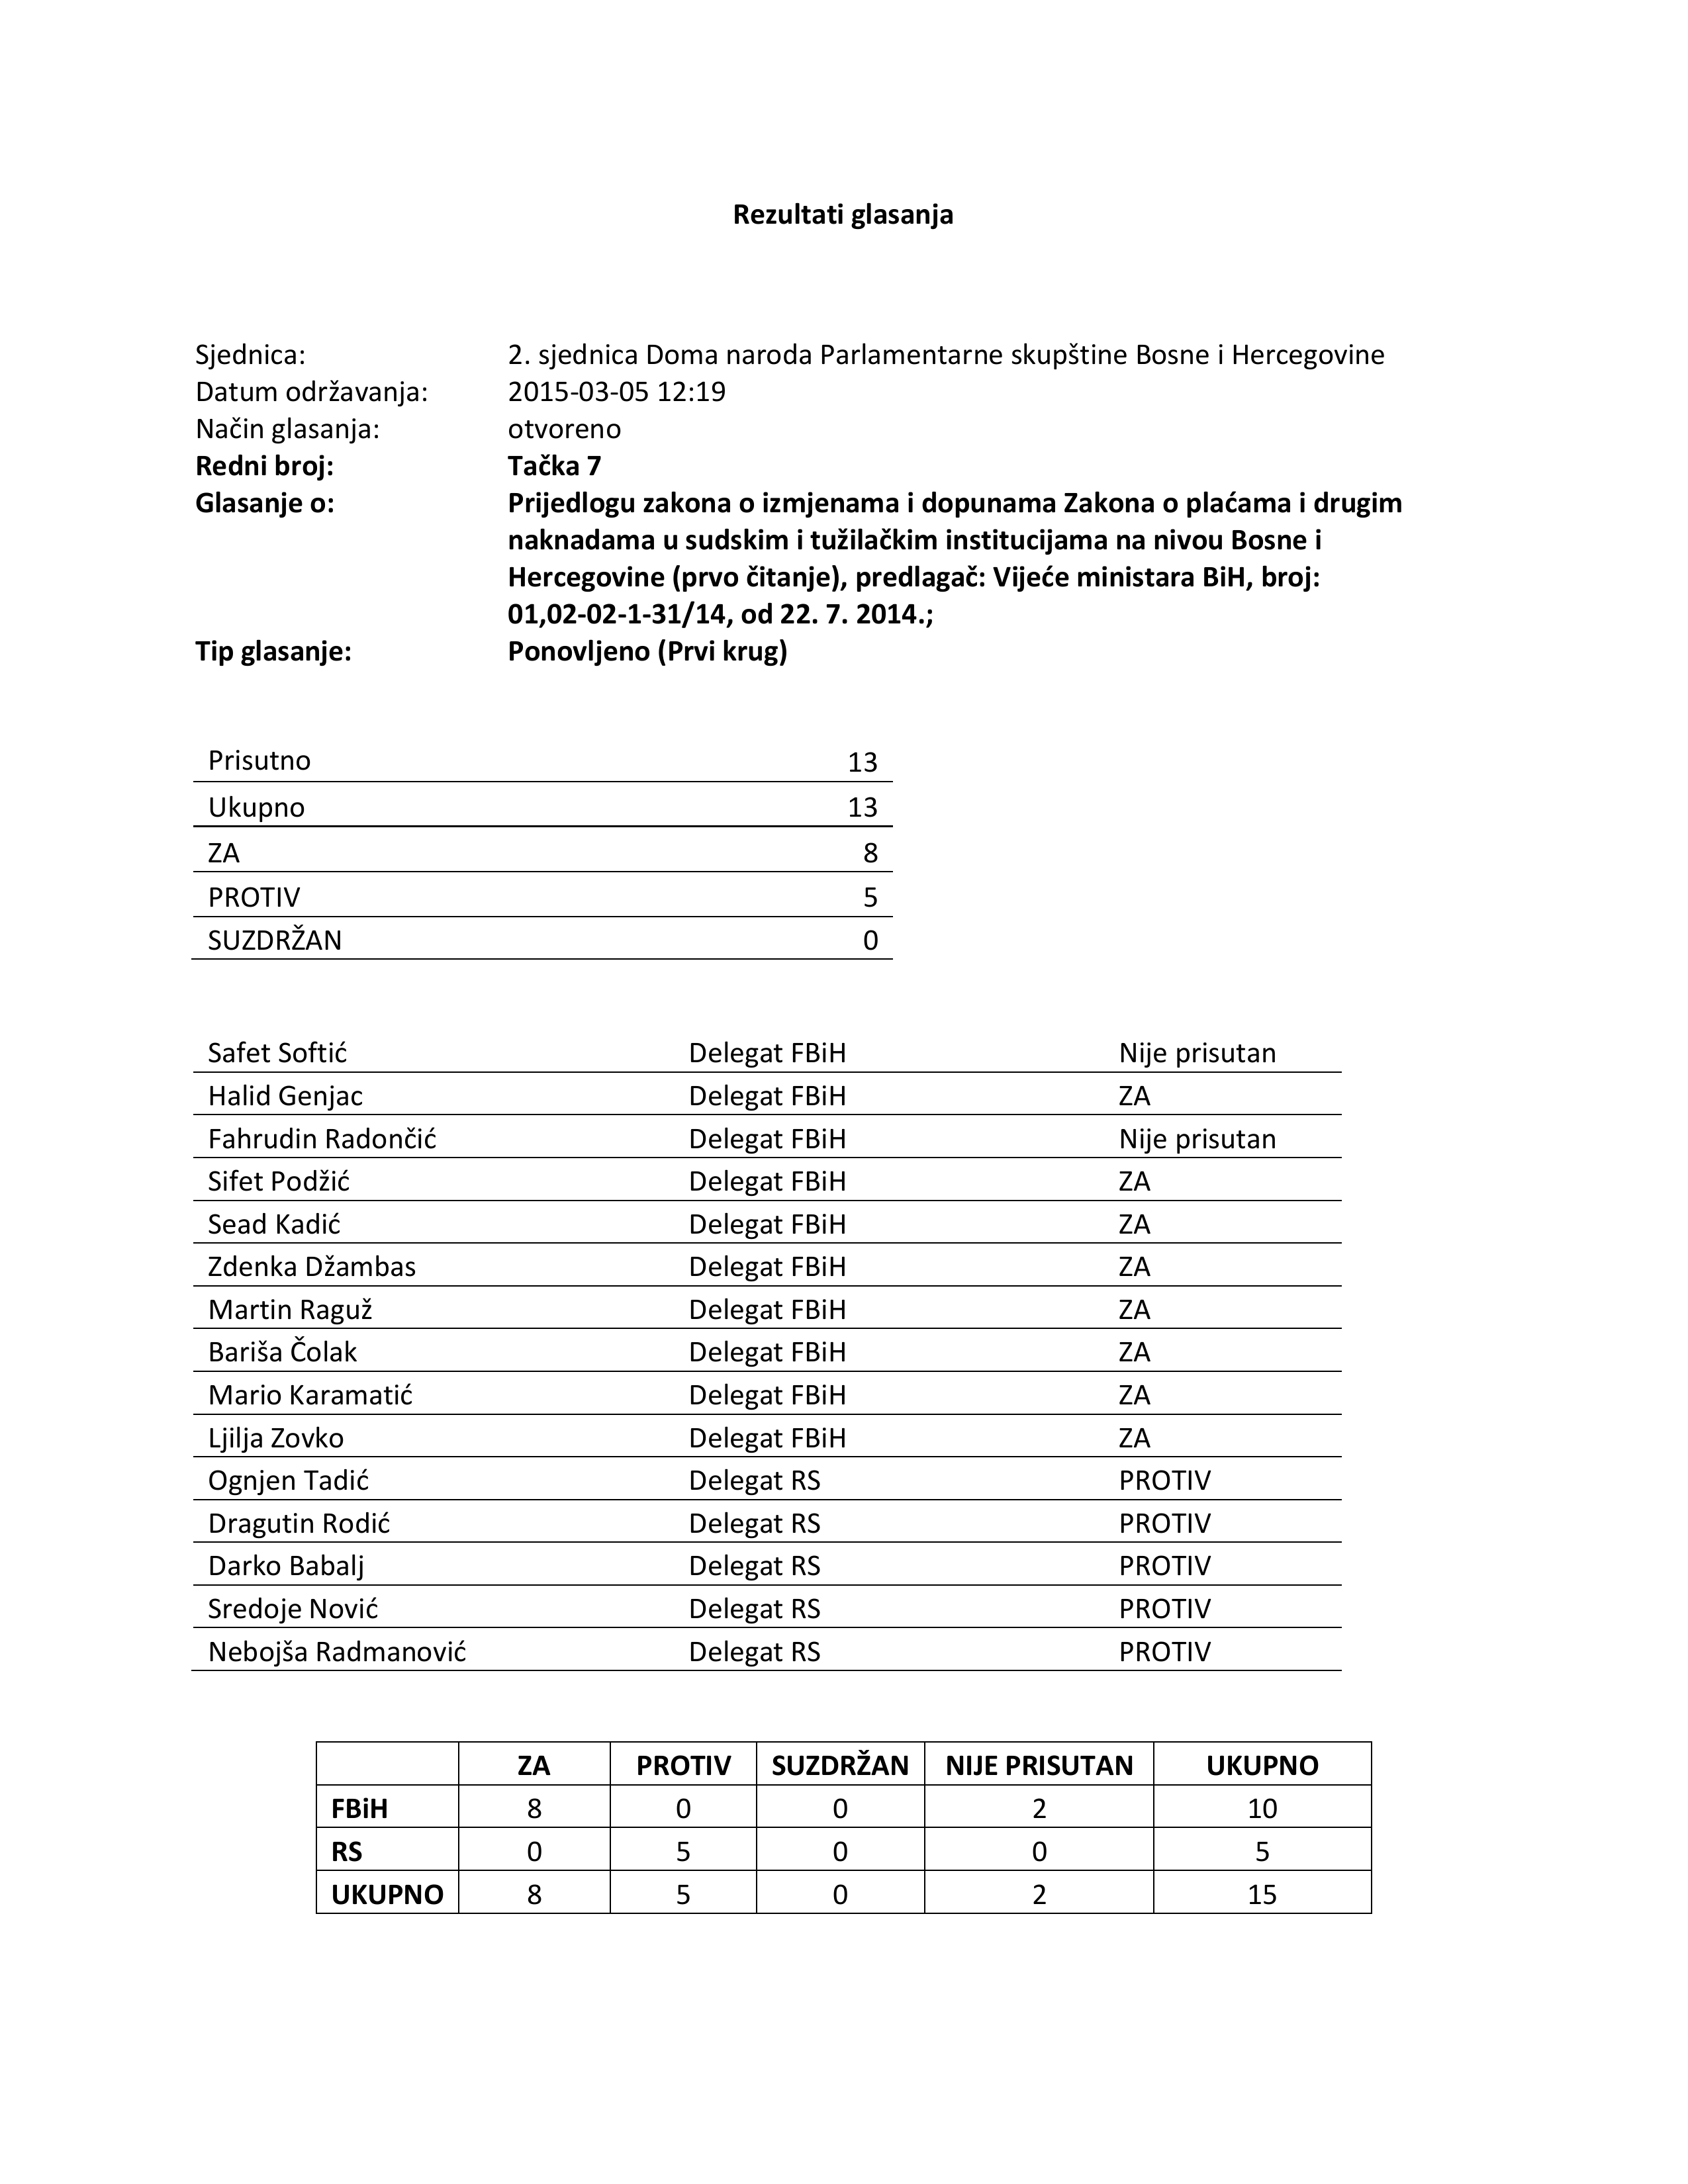 Rezultati glasanja
Sjednica: 2. sjednica Doma naroda Parlamentarne skupštine Bosne i Hercegovine
Datum održavanja: 2015-03-05 12:19
Način glasanja: otvoreno
Redni broj: Tačka 7
Glasanje o: Prijedlogu zakona o izmjenama i dopunama Zakona o plaćama i drugim
naknadama u sudskim i tužilačkim institucijama na nivou Bosne i
Hercegovine (prvo čitanje), predlagač: Vijeće ministara BiH, broj:
01,02-02-1-31/14, od 22. 7. 2014.;
Tip glasanje: Ponovljeno (Prvi krug)
Prisutno 13
Ukupno 13
ZA 8
PROTIV 5
SUZDRŽAN 0
Safet Softić Delegat FBiH Nije prisutan
Halid Genjac Delegat FBiH ZA
Fahrudin Radončić Delegat FBiH Nije prisutan
Sifet Podžić Delegat FBiH ZA
Sead Kadić Delegat FBiH ZA
Zdenka Džambas Delegat FBiH ZA
Martin Raguž Delegat FBiH ZA
Bariša Čolak Delegat FBiH ZA
Mario Karamatić Delegat FBiH ZA
Ljilja Zovko Delegat FBiH ZA
Ognjen Tadić Delegat RS PROTIV
Dragutin Rodić Delegat RS PROTIV
Darko Babalj Delegat RS PROTIV
Sredoje Nović Delegat RS PROTIV
Nebojša Radmanović Delegat RS PROTIV
ZA PROTIV SUZDRŽAN NIJE PRISUTAN UKUPNO
FBiH 8 0 0 2 10
RS 0 5 0 0 5
UKUPNO 8 5 0 2 15